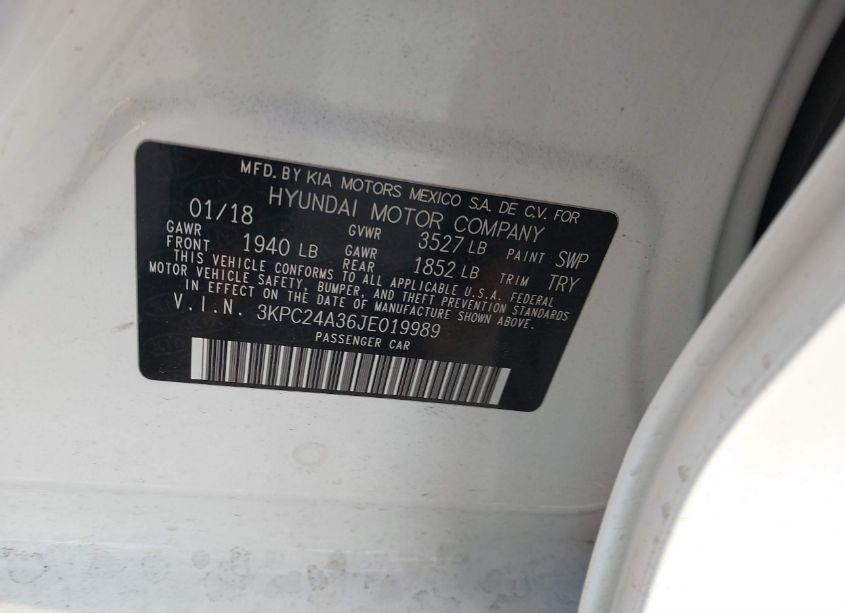 MFD. BY KIA MOTORS MEXICO S.A. DE C.V. FOR
HYUNDAI MOTOR COMPANY
01/18
GAWR FRONT 1940 LB
GVWR 3527 LB
GAWR REAR 1852 LB
PAINT SWP
TRIM TRY
THIS VEHICLE CONFORMS TO ALL APPLICABLE U.S.A. FEDERAL
MOTOR VEHICLE SAFETY, BUMPER, AND THEFT PREVENTION STANDARDS
IN EFFECT ON THE DATE OF MANUFACTURE SHOWN ABOVE.
V.I.N. 3KPC24A36JE019989
PASSENGER CAR